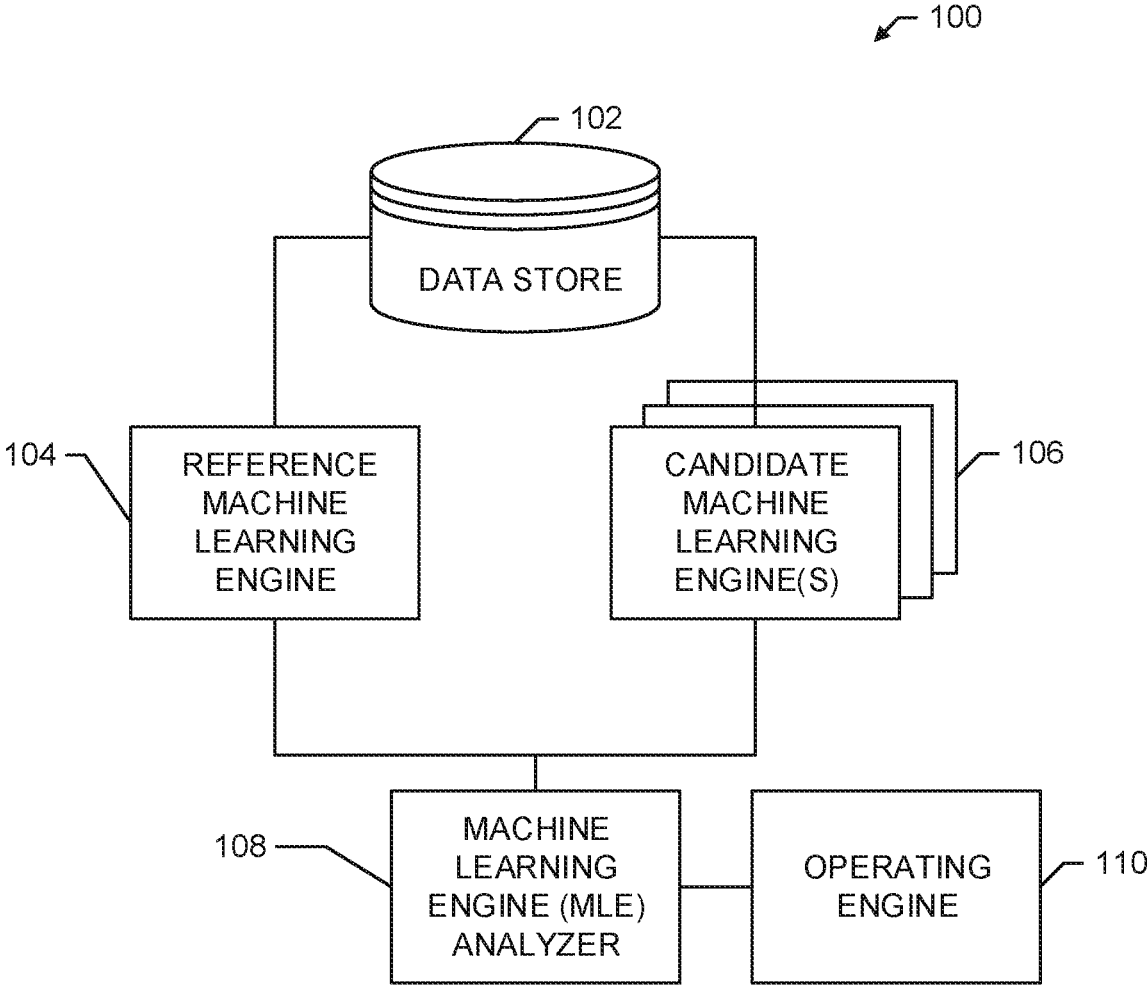 100
102
DATA STORE
104
REFERENCE
MACHINE
LEARNING
ENGINE
CANDIDATE
MACHINE
LEARNING
ENGINE(S)
106
108
MACHINE
LEARNING
ENGINE (MLE)
ANALYZER
OPERATING
ENGINE
110